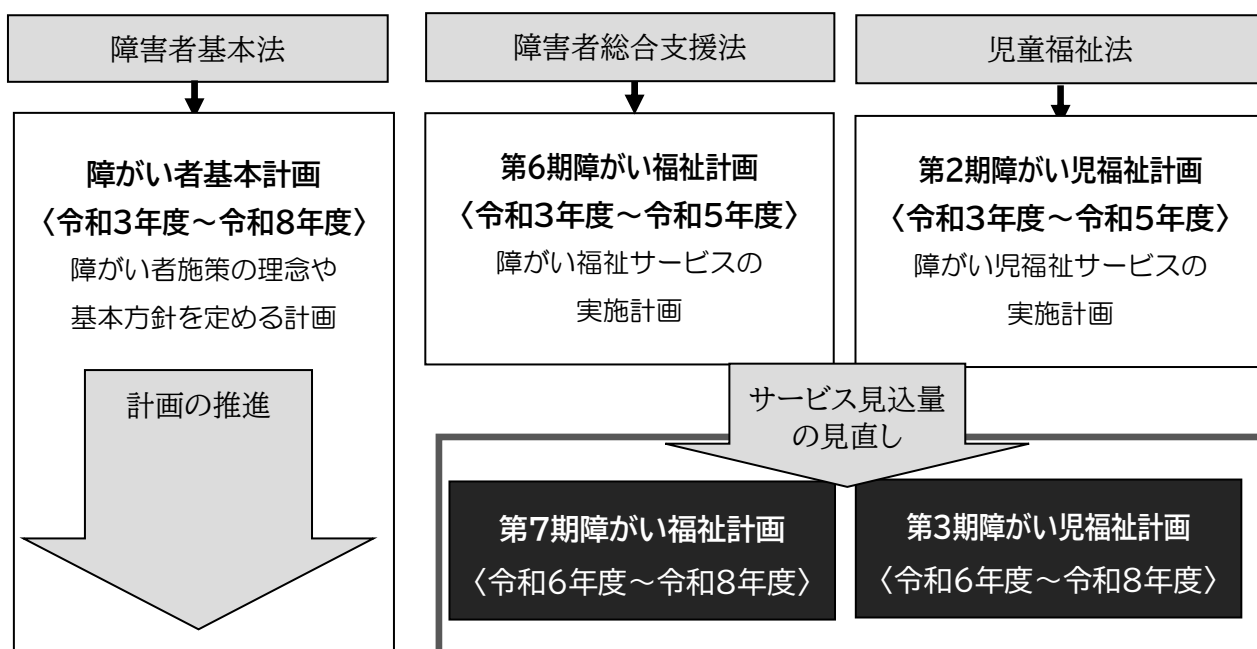 障害者基本法
障がい者基本計画
〈令和3年度～令和8年度〉
障がい者施策の理念や
基本方針を定める計画
計画の推進
障害者総合支援法
第6期障がい福祉計画
〈令和3年度～令和5年度〉
障がい福祉サービスの
実施計画
児童福祉法
第2期障がい児福祉計画
〈令和3年度～令和5年度〉
障がい児福祉サービスの
実施計画
サービス見込量
の見直し
第7期障がい福祉計画
〈令和6年度～令和8年度〉
第3期障がい児福祉計画
〈令和6年度～令和8年度〉